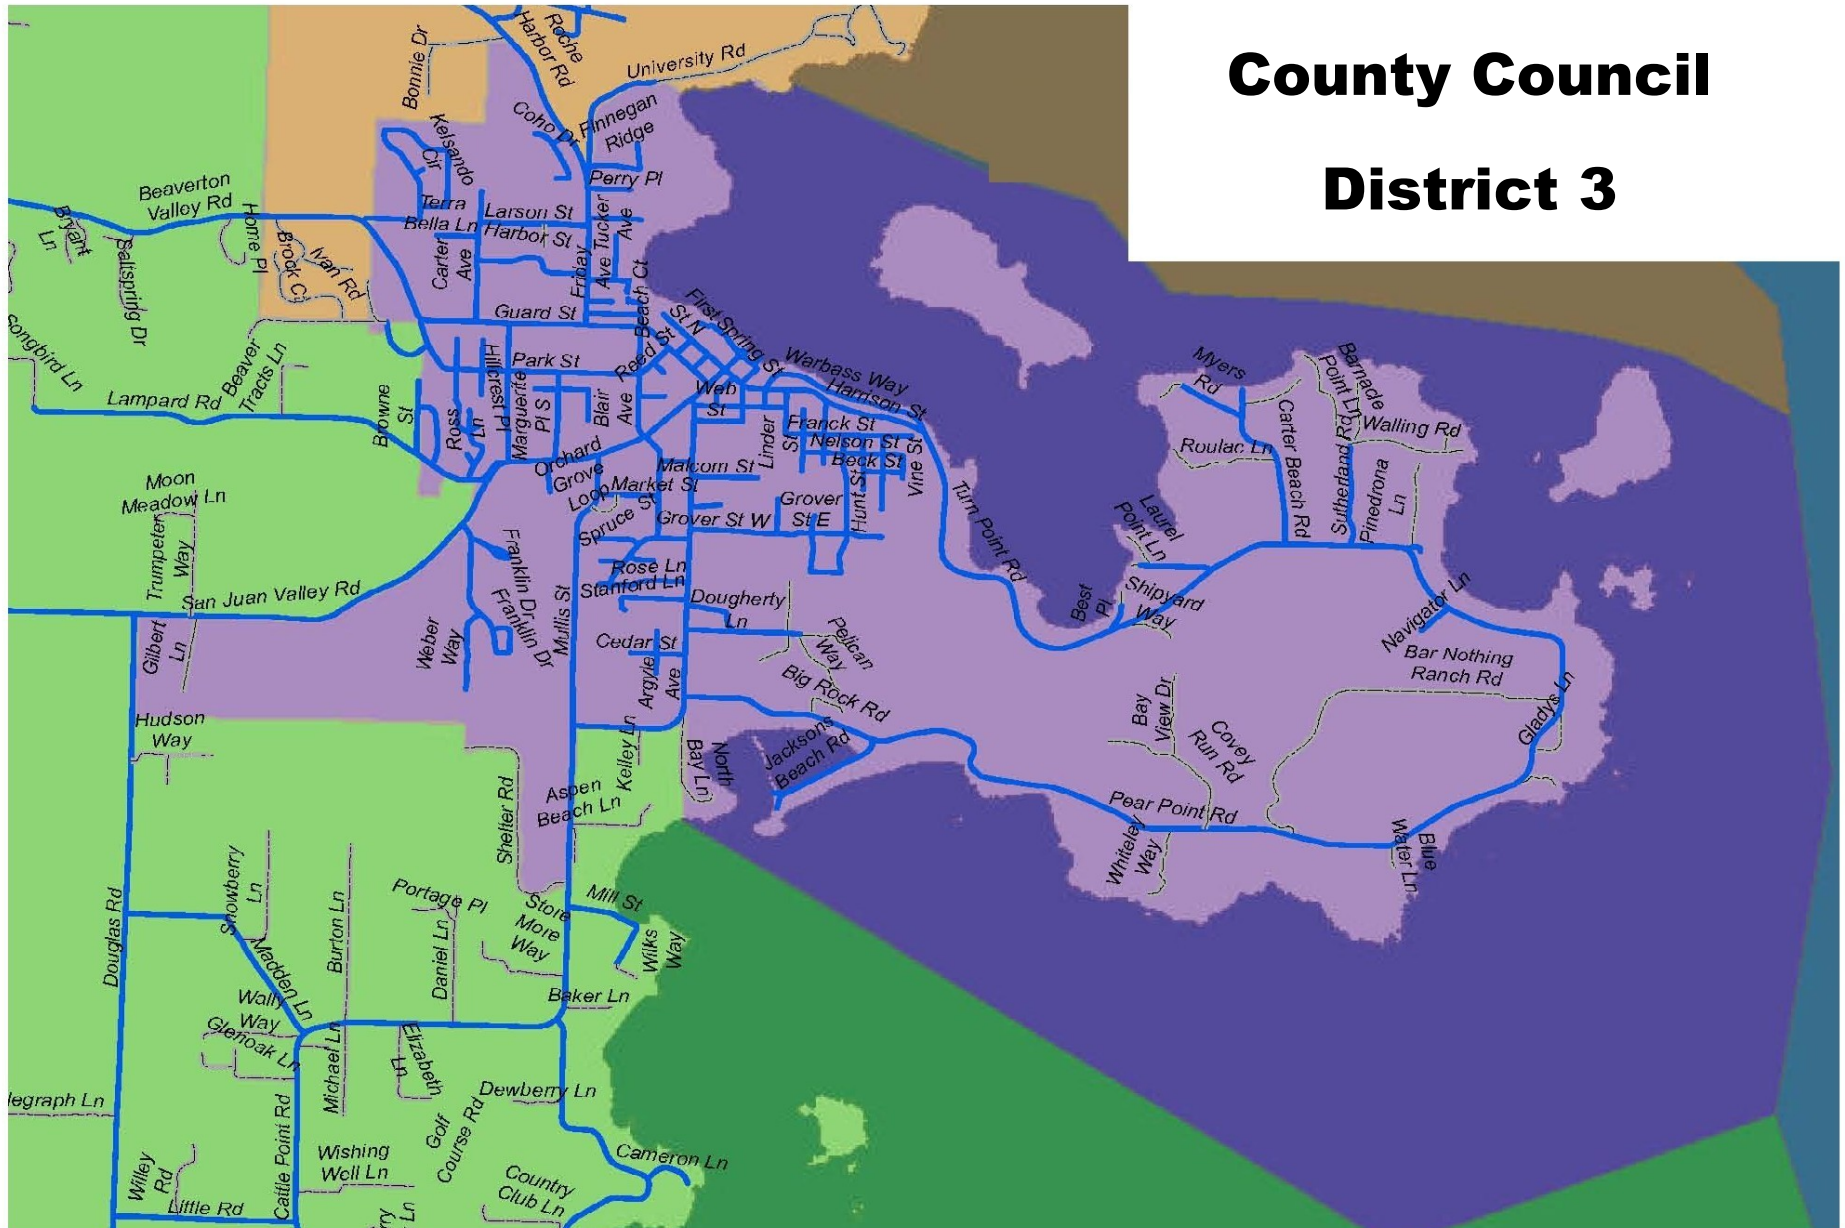 County Council
District 3
Roche
Harbor Rd
Bonnie Dr
University Rd
Coho Dr
Finnegan
Ridge
Kelsando
Cir
Perry Pl
Beaverton
Valley Rd
Terra
Bella Ln
Larson St
Harbor St
Tucker
Ave
Bryant
Ln
Saltspring Dr
Home Pl
Brook Ct
Ivan Rd
Carter
Ave
Friday
Ave
Beach Ct
Guard St
First
St N
Spring St
Songbird Ln
Beaver
Tracts Ln
Lampard Rd
Browne
St
Ross
Ln
Hillcrest Pl
Marguerite
Pl S
Park St
Blair
Ave
Reed St
Web
St
Warbass Way
Harrison St
Linder
St
Franck St
Nelson St
Beck St
Vine St
Hunt St
Malcom St
Orchard
Grove
Loop
Market St
Spruce St
Grover St W
Grover
St E
Turn Point Rd
Myers
Rd
Roulac Ln
Carter Beach Rd
Barnade
Point Ln
Sutherland Rd
Walling Rd
Pinedrona
Ln
Laurel
Point Ln
Moon
Meadow Ln
Trumpeter
Way
San Juan Valley Rd
Gilbert
Ln
Franklin Dr
Franklin Dr
Weber
Way
Mullis St
Rose Ln
Stanford Ln
Dougherty
Ln
Cedar St
Argyle
Ave
Pelican
Way
Big Rock Rd
Best
Pl
Shipyard
Way
Navigator Ln
Bar Nothing
Ranch Rd
Gladys Ln
Bay
View Dr
Covey
Run Rd
Hudson
Way
Kelley Ln
North
Bay Ln
Jacksons
Beach Rd
Aspen
Beach Ln
Shelter Rd
Pear Point Rd
Whiteley
Way
Blue
Water Ln
Douglas Rd
Snowberry
Ln
Burton Ln
Portage Pl
Daniel Ln
Store
More
Way
Mill St
Wilks
Way
Madden Ln
Wally
Way
Glenoak Ln
Michael Ln
Elizabeth
Ln
Baker Ln
Dewberry Ln
legraph Ln
Cattle Point Rd
Golf
Course Rd
Willey
Rd
Wishing
Well Ln
Country
Club Ln
Cameron Ln
Little Rd
rry
Ln